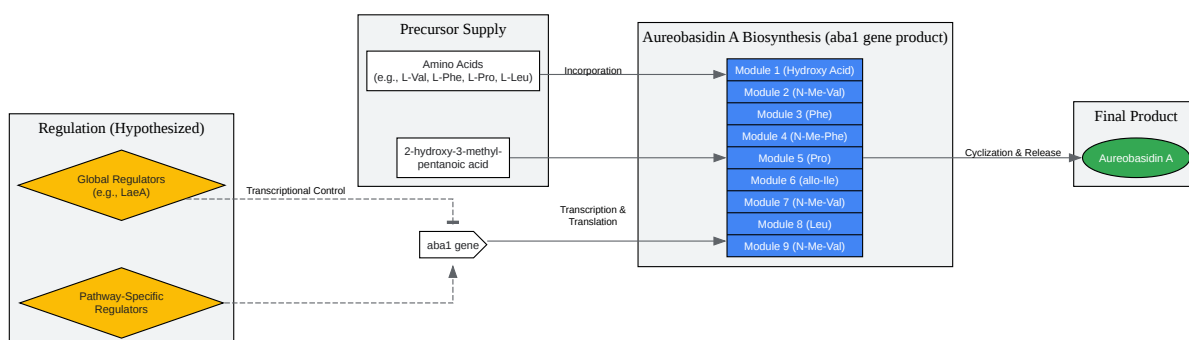 Regulation (Hypothesized)
Global Regulators
(e.g., LaeA)
Pathway-Specific
Regulators
Transcriptional Control
Precursor Supply
Amino Acids
(e.g., L-Val, L-Phe, L-Pro, L-Leu)
2-hydroxy-3-methyl-
pentanoic acid
aba1 gene
Incorporation
Transcription &
Translation
Aureobasidin A Biosynthesis (aba1 gene product)
Module 1 (Hydroxy Acid)
Module 2 (N-Me-Val)
Module 3 (Phe)
Module 4 (N-Me-Phe)
Module 5 (Pro)
Module 6 (allo-Ile)
Module 7 (N-Me-Val)
Module 8 (Leu)
Module 9 (N-Me-Val)
Cyclization & Release
Final Product
Aureobasidin A